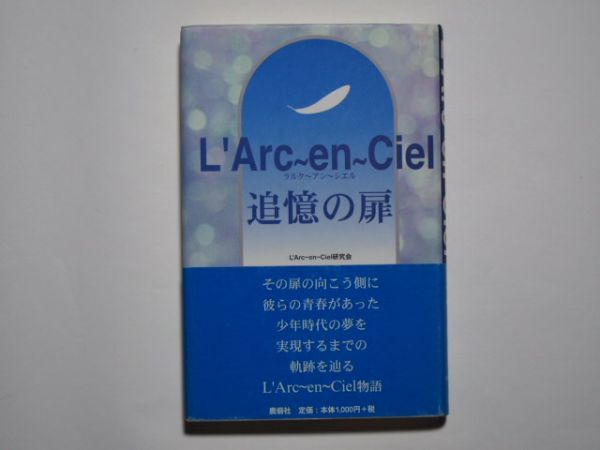 L'Arc~en~Ciel
ラルク～アン～シエル
追憶の扉
L'Arc~en~Ciel研究会
その扉の向こう側に
彼らの青春があった
少年時代の夢を
実現するまでの
軌跡を辿る
L'Arc~en~Ciel物語
鹿砦社 定価：本体1,000円+税